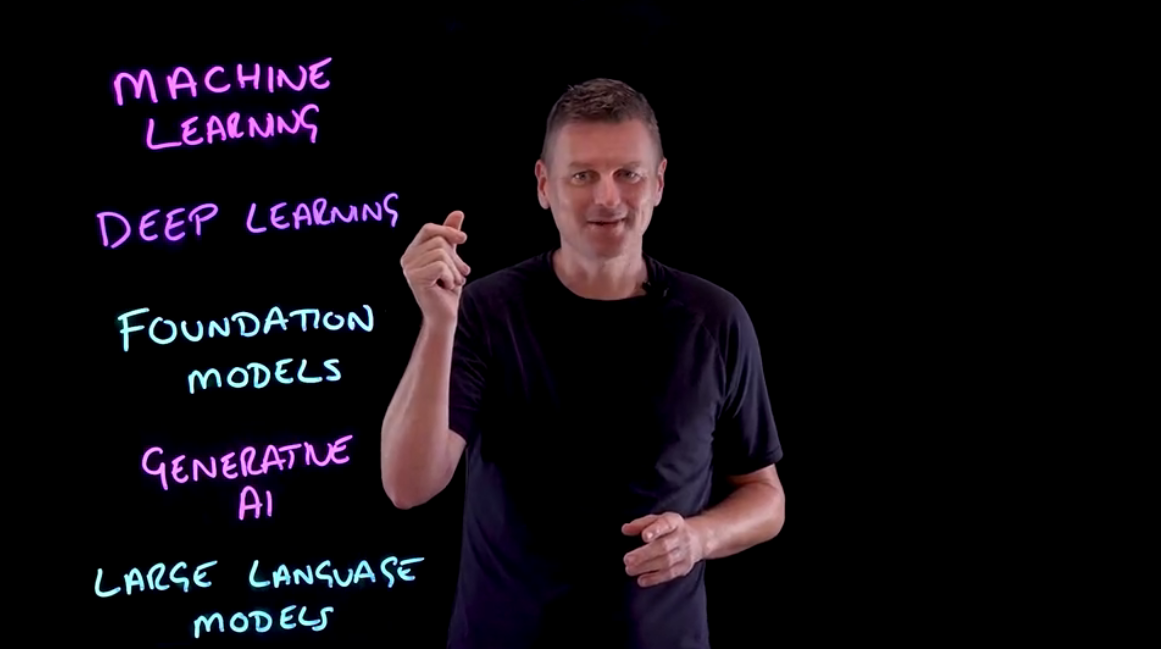 MACHINE
LEARNING
DEEP LEARNING
FOUNDATION
MODELS
GENERATIVE
AI
LARGE LANGUAGE
MODELS